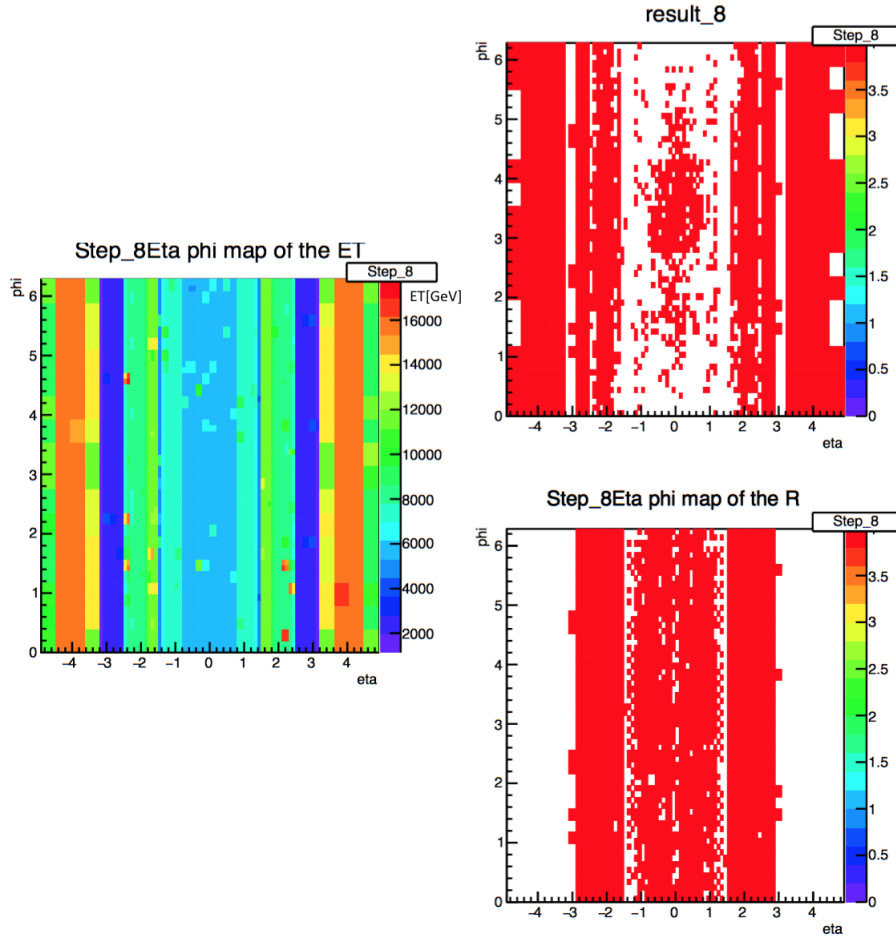 result_8
Step_8
phi
6
5
4
3
2
1
0
−4 −3 −2 −1 0 1 2 3 4
eta
3.5
3
2.5
2
1.5
1
0.5
0
Step_8Eta phi map of the ET
Step_8
phi
ET[GeV]
6
5
4
3
2
1
0
−4 −3 −2 −1 0 1 2 3 4
eta
16000
14000
12000
10000
8000
6000
4000
2000
Step_8Eta phi map of the R
Step_8
phi
6
5
4
3
2
1
0
−4 −3 −2 −1 0 1 2 3 4
eta
3.5
3
2.5
2
1.5
1
0.5
0